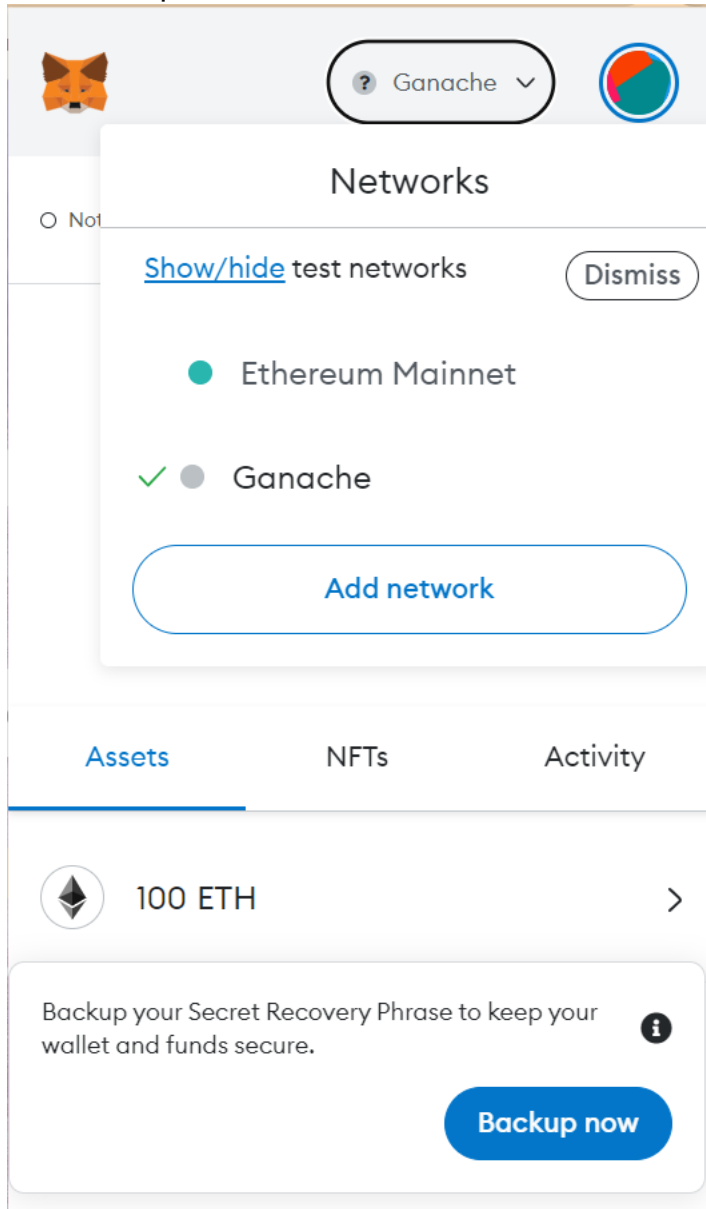 Ganache
Networks
Not
Show/hide test networks
Dismiss
Ethereum Mainnet
Ganache
Add network
Assets
NFTs
Activity
100 ETH
Backup your Secret Recovery Phrase to keep your
wallet and funds secure.
Backup now